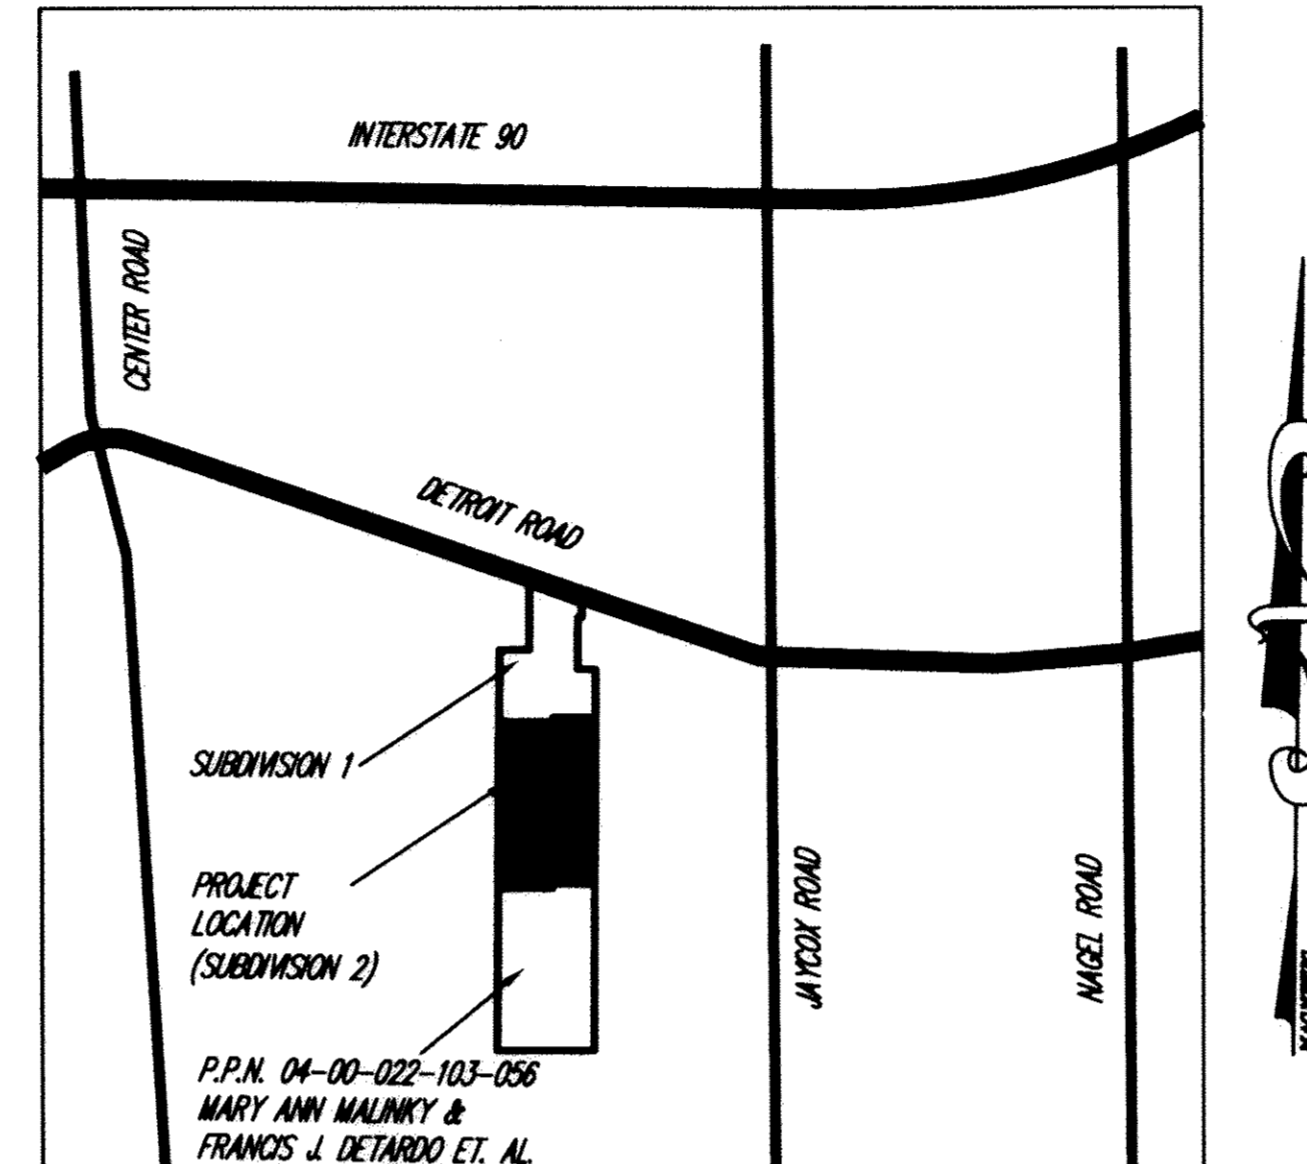 INTERSTATE 90
CENTER ROAD
DETROIT ROAD
SUBDIVISION 1
PROJECT
LOCATION
(SUBDIVISION 2)
JAYCOX ROAD
NAGEL ROAD
P.P.N. 04-00-022-103-056
MARY ANN MALINKY &
FRANCIS J. DETARDO ET. AL.